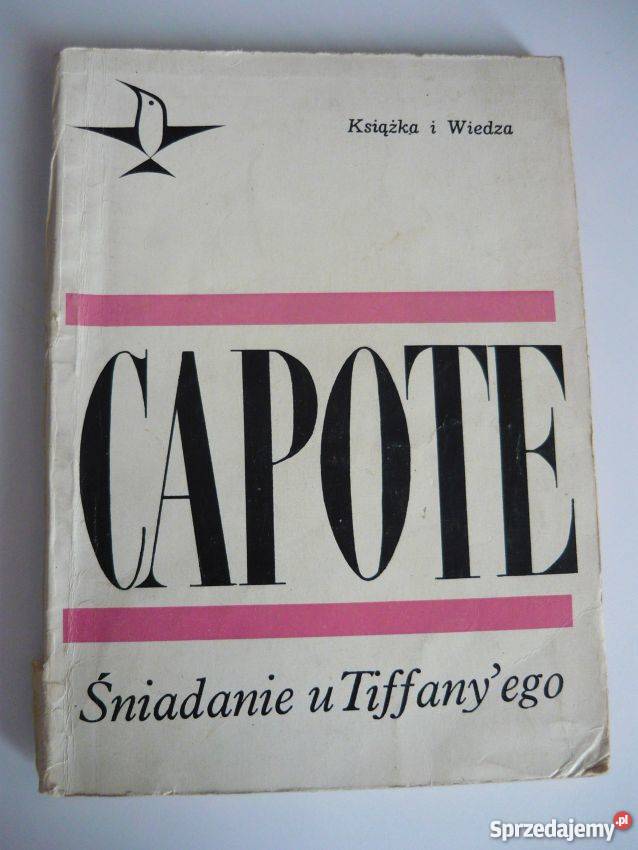 Książka i Wiedza
CAPOTE
Śniadanie u Tiffany'ego
Sprzedajemy.pl